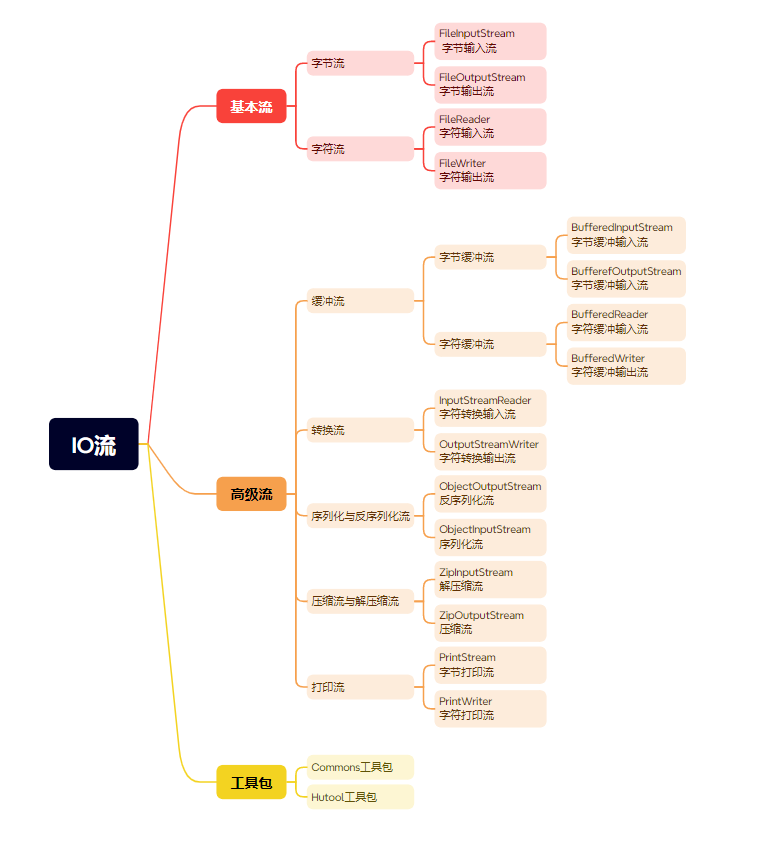 IO流
基本流
字节流
FileInputStream
字节输入流
FileOutputStream
字节输出流
字符流
FileReader
字符输入流
FileWriter
字符输出流
高级流
缓冲流
字节缓冲流
BufferedInputStream
字节缓冲输入流
BufferefOutputStream
字节缓冲输入流
字符缓冲流
BufferedReader
字符缓冲输入流
BufferedWriter
字符缓冲输出流
转换流
InputStreamReader
字符转换输入流
OutputStreamWriter
字符转换输出流
序列化与反序列化流
ObjectOutputStream
反序列化流
ObjectInputStream
序列化流
压缩流与解压缩流
ZipInputStream
解压缩流
ZipOutputStream
压缩流
打印流
PrintStream
字节打印流
PrintWriter
字符打印流
工具包
Commons工具包
Hutool工具包